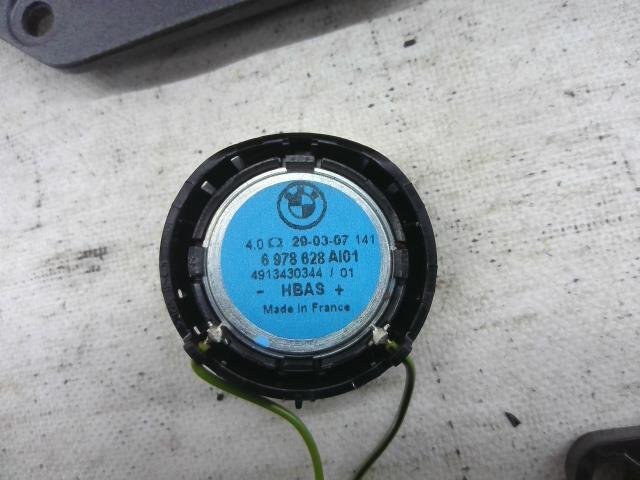 4.0 Ω 29-03-07 141
6 978 628 AI01
4913430344 / 01
- HBAS +
Made in France